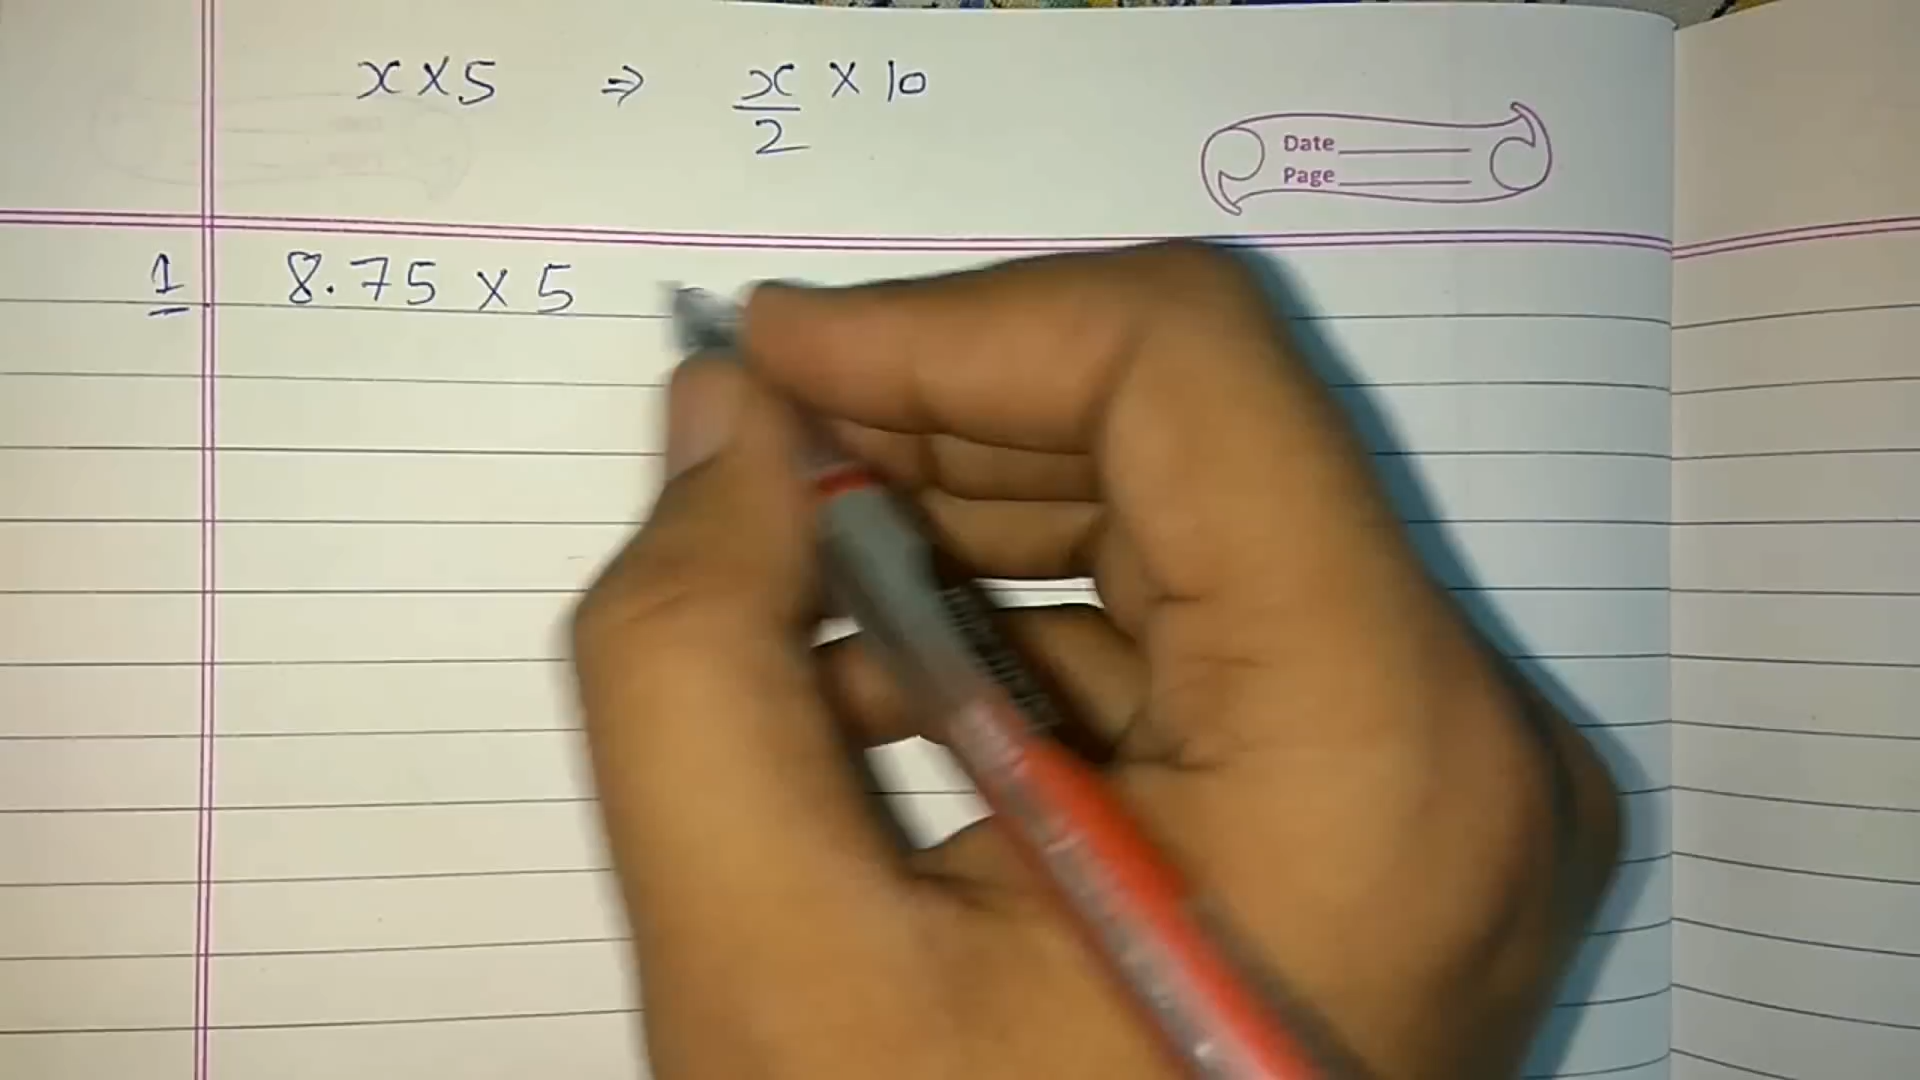 x × 5 ⇒ x/2 × 10
Date
Page
1 8.75 × 5